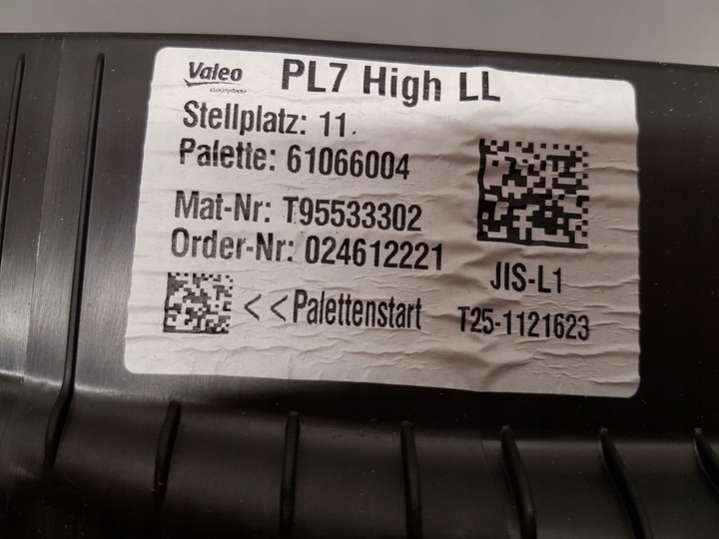 Valeo PL7 High LL
Stellplatz: 11
Palette: 61066004
Mat-Nr: T95533302
Order-Nr: 024612221
JIS-L1
<<Palettenstart
T25-1121623